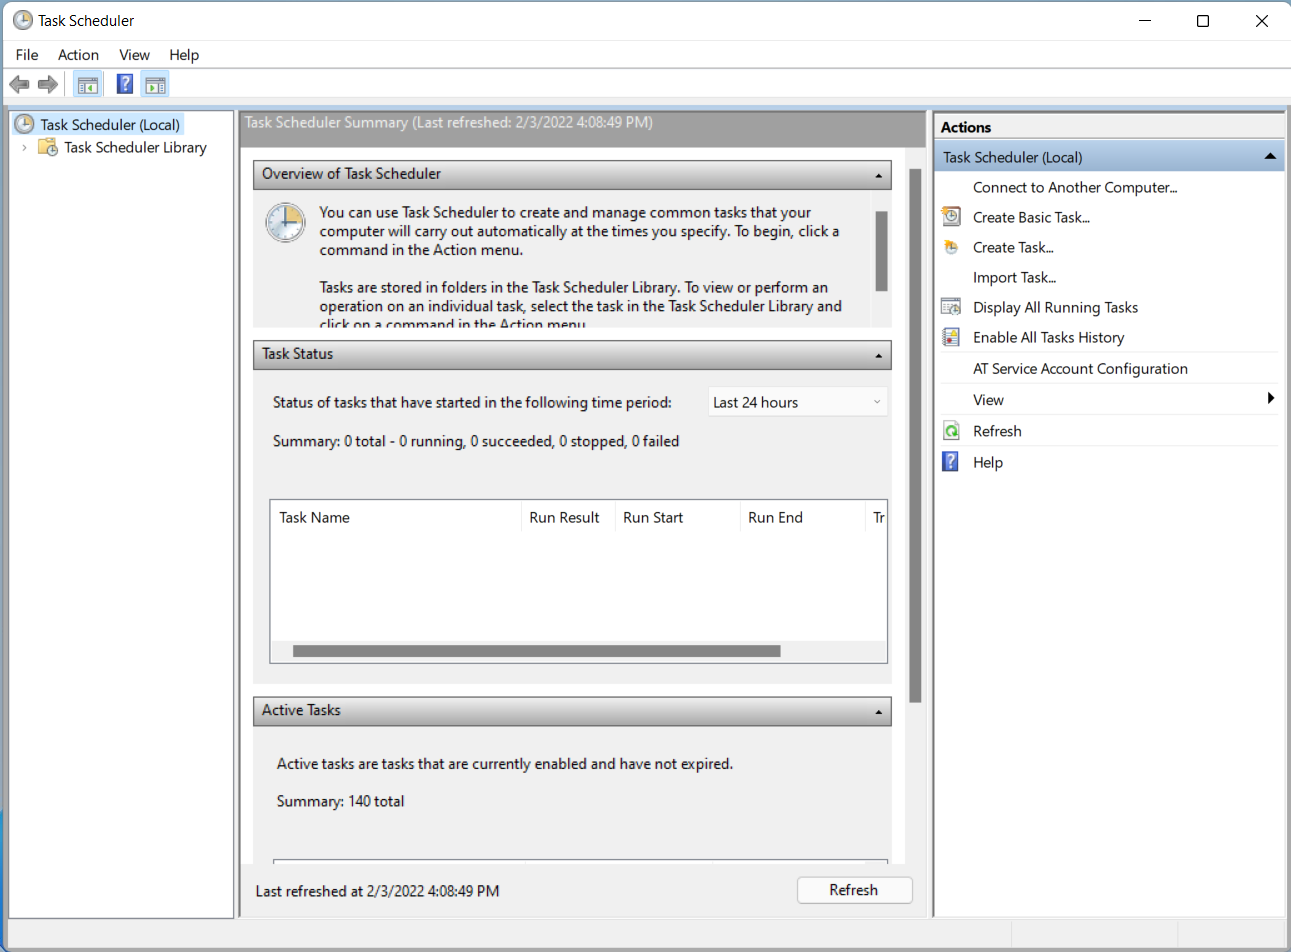 Task Scheduler
File Action View Help
Task Scheduler (Local)
Task Scheduler Library
Task Scheduler Summary (Last refreshed: 2/3/2022 4:08:49 PM)
Overview of Task Scheduler
You can use Task Scheduler to create and manage common tasks that your
computer will carry out automatically at the times you specify. To begin, click a
command in the Action menu.
Tasks are stored in folders in the Task Scheduler Library. To view or perform an
operation on an individual task, select the task in the Task Scheduler Library and
click on a command in the Action menu.
Task Status
Status of tasks that have started in the following time period: Last 24 hours
Summary: 0 total - 0 running, 0 succeeded, 0 stopped, 0 failed
Task Name Run Result Run Start Run End Tr
Active Tasks
Active tasks are tasks that are currently enabled and have not expired.
Summary: 140 total
Last refreshed at 2/3/2022 4:08:49 PM Refresh
Actions
Task Scheduler (Local)
Connect to Another Computer...
Create Basic Task...
Create Task...
Import Task...
Display All Running Tasks
Enable All Tasks History
AT Service Account Configuration
View
Refresh
? Help